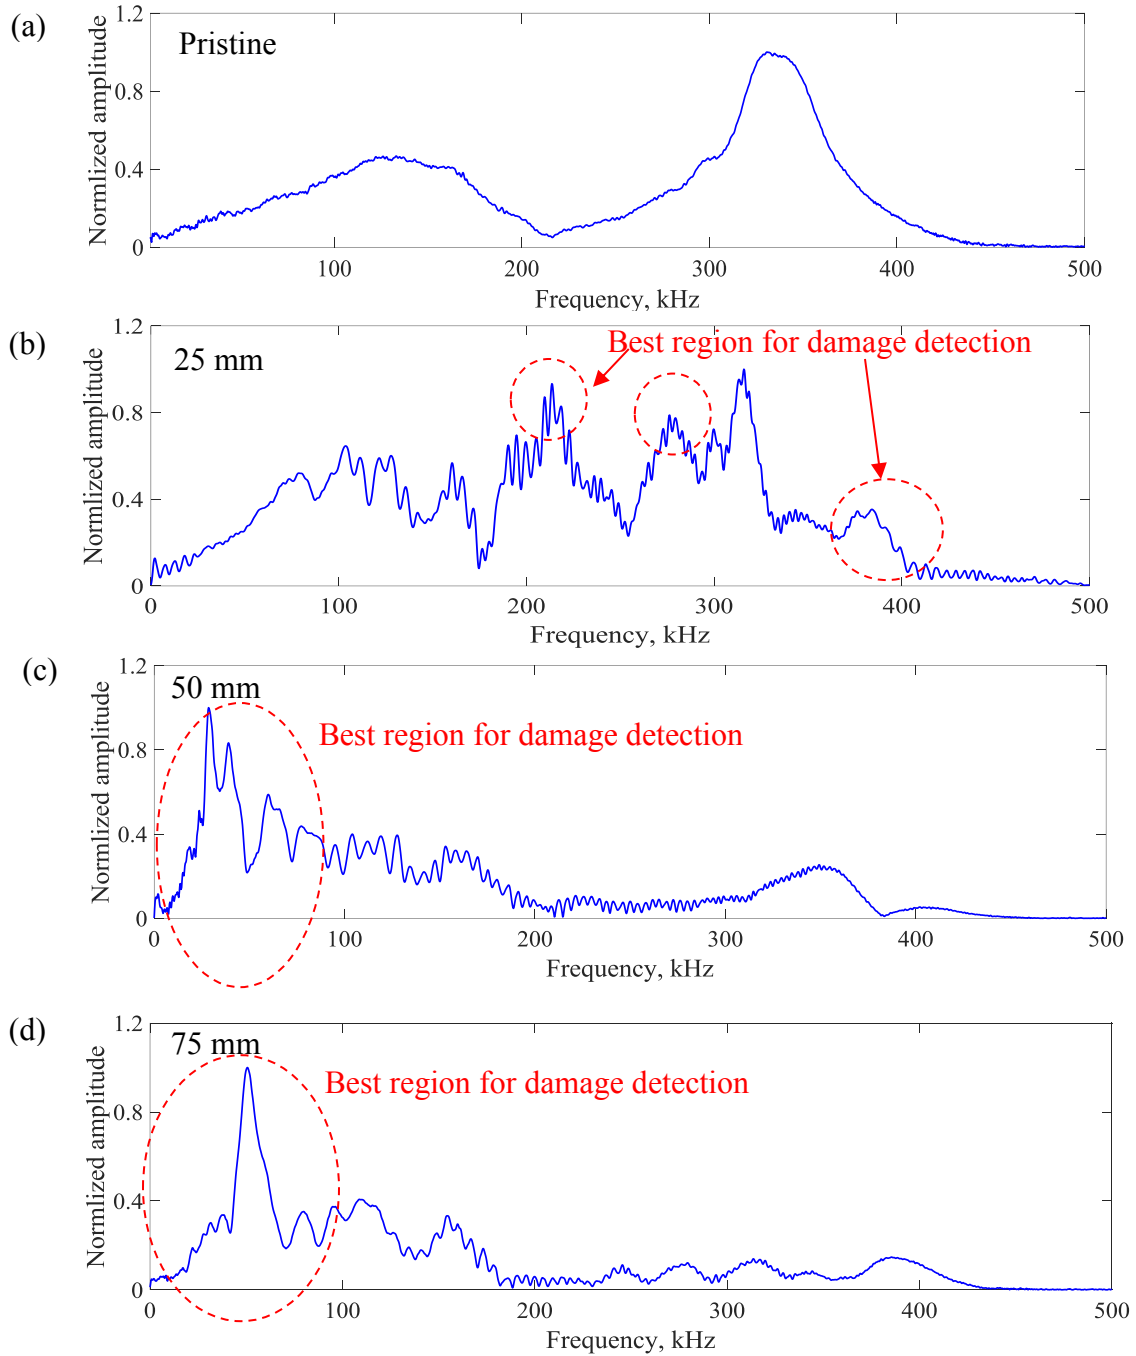 (a)
Pristine
Normlized amplitude
1.2
0.8
0.4
0
100
200
300
400
500
Frequency, kHz
(b)
25 mm
Best region for damage detection
Normlized amplitude
1.2
0.8
0.4
0
0
100
200
300
400
500
Frequency, kHz
(c)
50 mm
Best region for damage detection
Normlized amplitude
1.2
0.8
0.4
0
0
100
200
300
400
500
Frequency, kHz
(d)
75 mm
Best region for damage detection
Normlized amplitude
1.2
0.8
0.4
0
0
100
200
300
400
500
Frequency, kHz